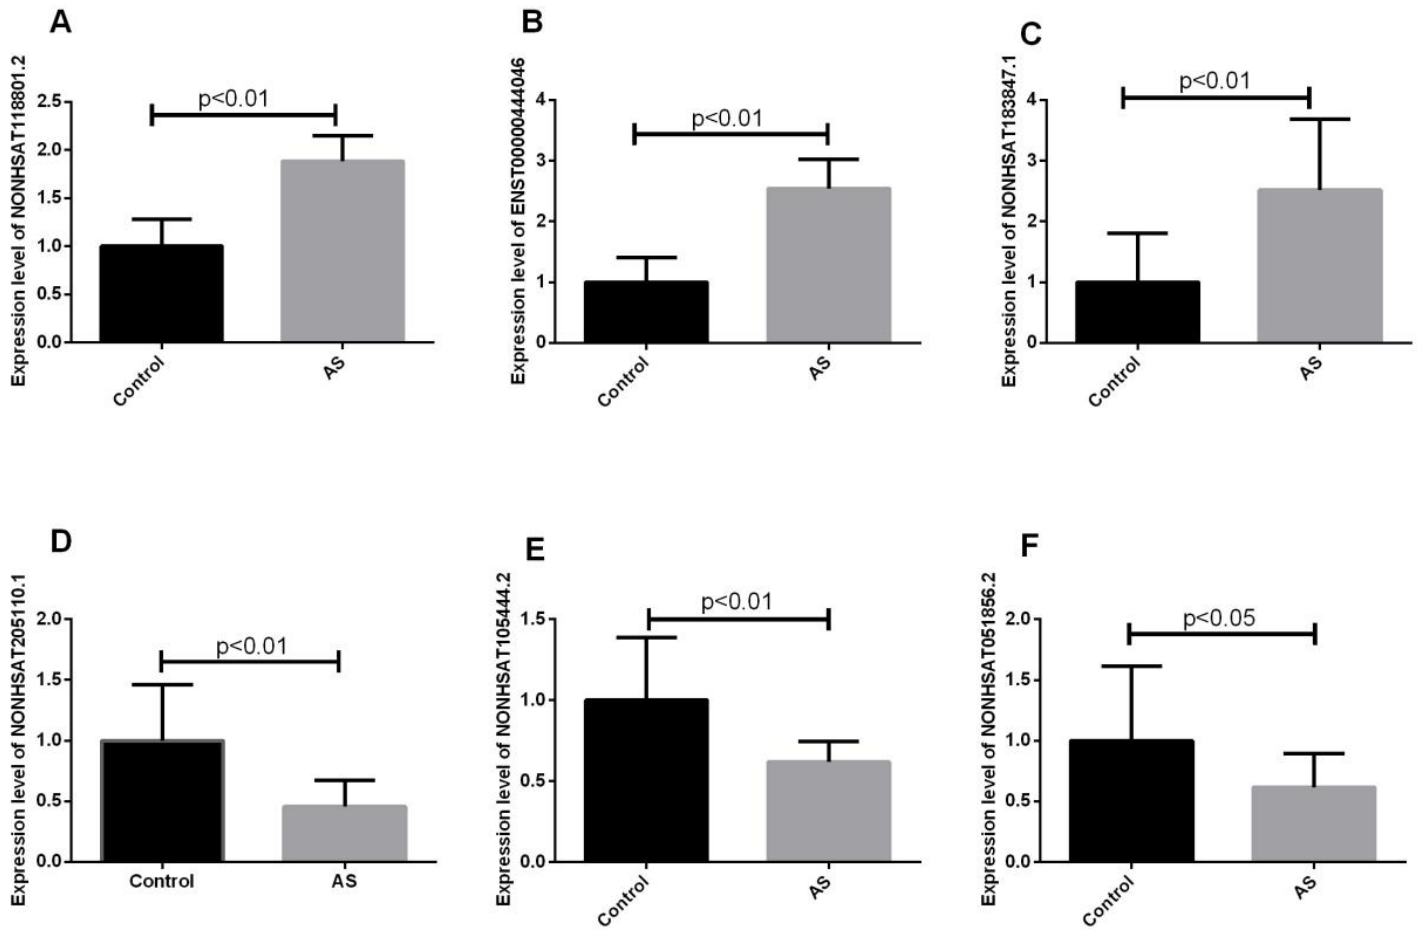 A
Expression level of NONHSAT118801.2
2.5
2.0
1.5
1.0
0.5
0.0
p<0.01
Control
AS
B
Expression level of ENST00000444046
4
3
2
1
0
p<0.01
Control
AS
C
Expression level of NONHSAT183847.1
4
3
2
1
0
p<0.01
Control
AS
D
Expression level of NONHSAT205110.1
2.0
1.5
1.0
0.5
0.0
p<0.01
Control
AS
E
Expression level of NONHSAT105444.2
1.5
1.0
0.5
0.0
p<0.01
Control
AS
F
Expression level of NONHSAT051856.2
2.0
1.5
1.0
0.5
0.0
p<0.05
Control
AS